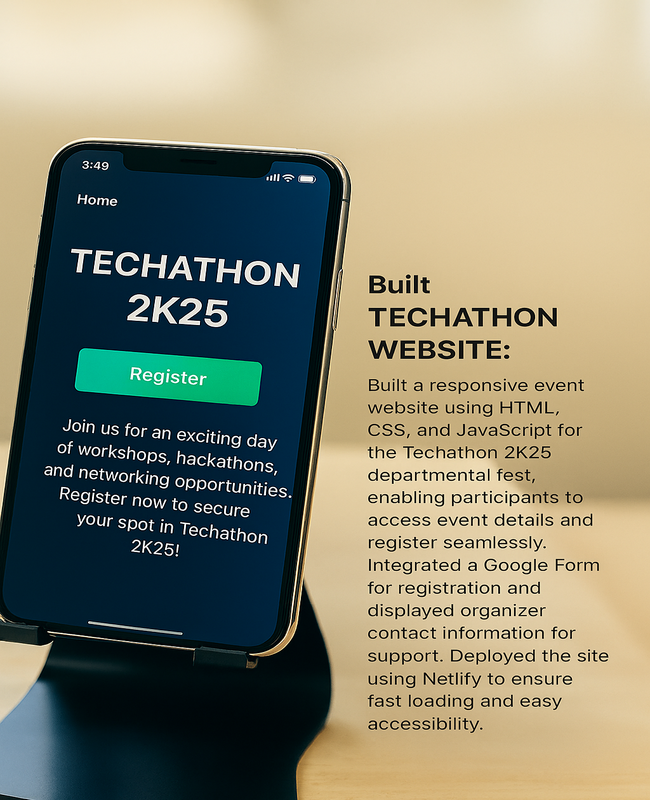 3:49
Home
TECHATHON
2K25
Register
Join us for an exciting day
of workshops, hackathons,
and networking opportunities.
Register now to secure
your spot in Techathon
2K25!
Built
TECHATHON
WEBSITE:
Built a responsive event
website using HTML,
CSS, and JavaScript for
the Techathon 2K25
departmental fest,
enabling participants to
access event details and
register seamlessly.
Integrated a Google Form
for registration and
displayed organizer
contact information for
support. Deployed the site
using Netlify to ensure
fast loading and easy
accessibility.